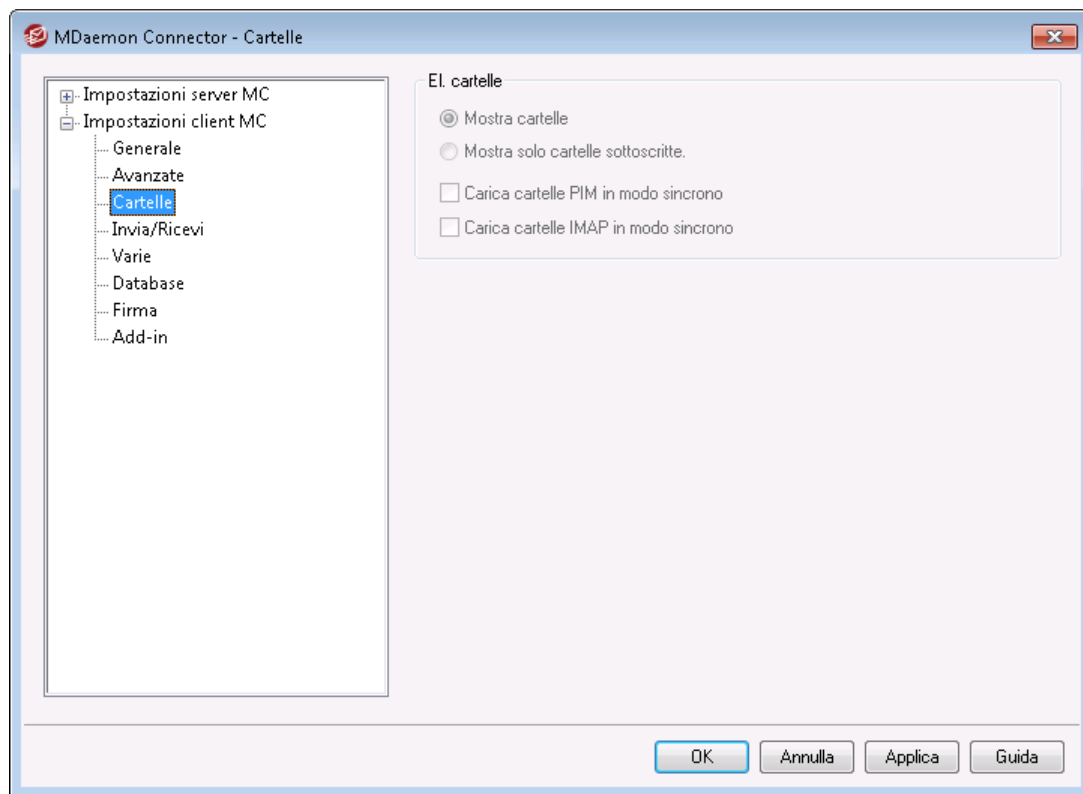 MDaemon Connector - Cartelle
Impostazioni server MC
Impostazioni client MC
Generale
Avanzate
Cartelle
Invia/Ricevi
Varie
Database
Firma
Add-in
El. cartelle
Mostra cartelle
Mostra solo cartelle sottoscritte.
Carica cartelle PIM in modo sincrono
Carica cartelle IMAP in modo sincrono
OK
Annulla
Applica
Guida